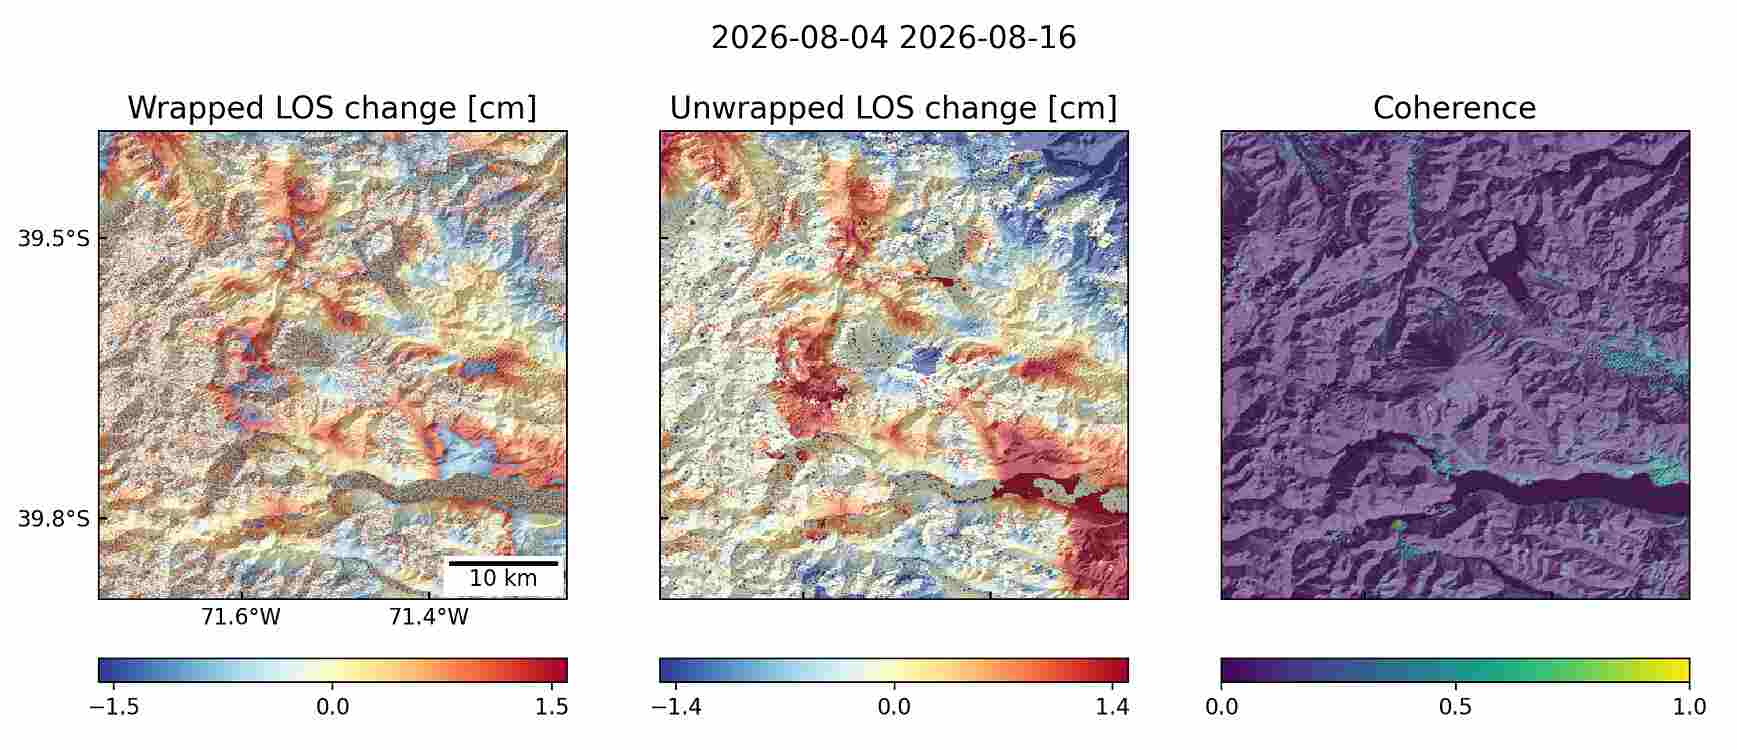 2026-08-04 2026-08-16
Wrapped LOS change [cm]
Unwrapped LOS change [cm]
Coherence
39.5°S
39.8°S
10 km
71.6°W
71.4°W
−1.5
0.0
1.5
−1.4
0.0
1.4
0.0
0.5
1.0